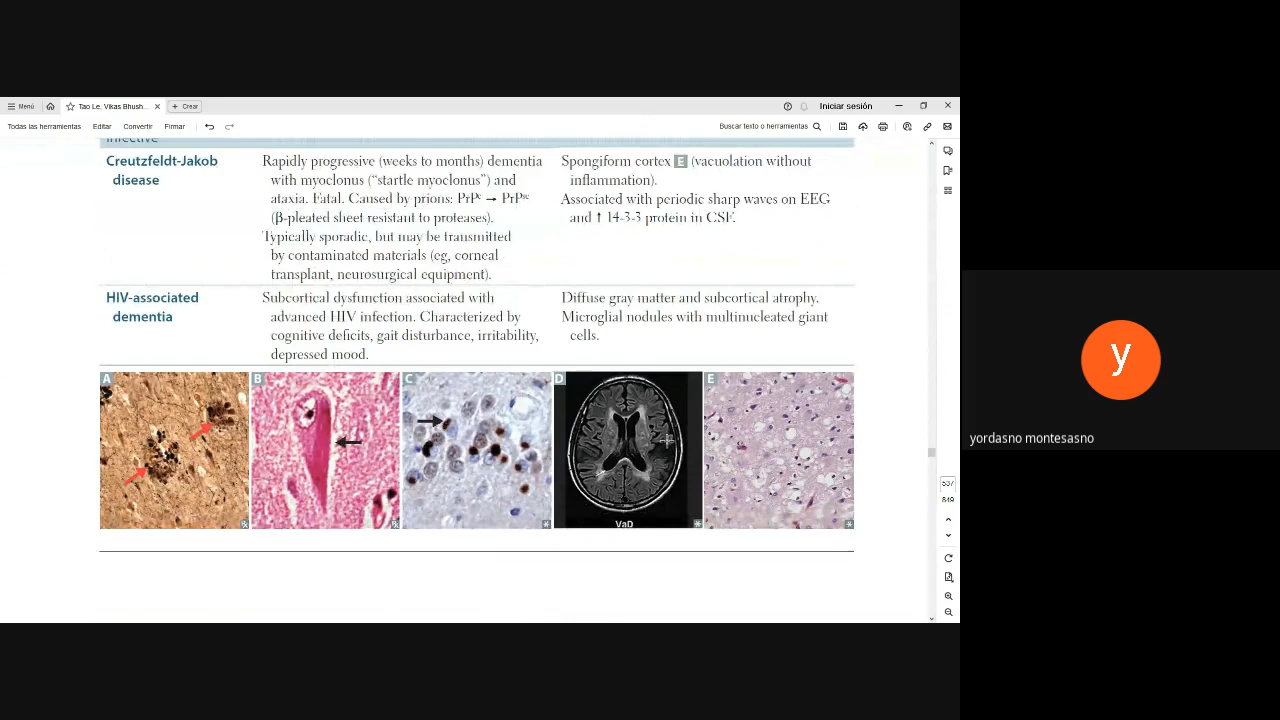 Menú
Tao Le, Vikas Bhush...
Crear
Iniciar sesión
Todas las herramientas
Editar
Convertir
Firmar
Buscar texto o herramientas
Infective
Creutzfeldt-Jakob
disease
Rapidly progressive (weeks to months) dementia
with myoclonus (“startle myoclonus”) and
ataxia. Fatal. Caused by prions: PrPᶜ → PrPˢᶜ
(β-pleated sheet resistant to proteases).
Typically sporadic, but may be transmitted
by contaminated materials (eg, corneal
transplant, neurosurgical equipment).
Spongiform cortex E (vacuolation without
inflammation).
Associated with periodic sharp waves on EEG
and ↑ 14-3-3 protein in CSF.
HIV-associated
dementia
Subcortical dysfunction associated with
advanced HIV infection. Characterized by
cognitive deficits, gait disturbance, irritability,
depressed mood.
Diffuse gray matter and subcortical atrophy.
Microglial nodules with multinucleated giant
cells.
A
B
C
D
E
VaD
537
849
y
yordasno montesasno